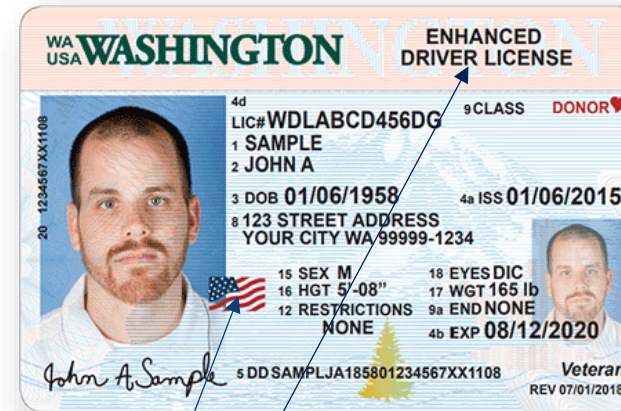 WA USA WASHINGTON
ENHANCED
DRIVER LICENSE
4d
LIC# WDLABCD456DG
9 CLASS
DONOR
1 SAMPLE
2 JOHN A
3 DOB 01/06/1958
4a ISS 01/06/2015
8 123 STREET ADDRESS
YOUR CITY WA 99999-1234
20 1234567XX1108
15 SEX M
18 EYES DIC
16 HGT 5'-08"
17 WGT 165 lb
12 RESTRICTIONS
NONE
9a END NONE
4b EXP 08/12/2020
John A Sample
5 DD SAMPLJA185801234567XX1108
Veteran
REV 07/01/2018